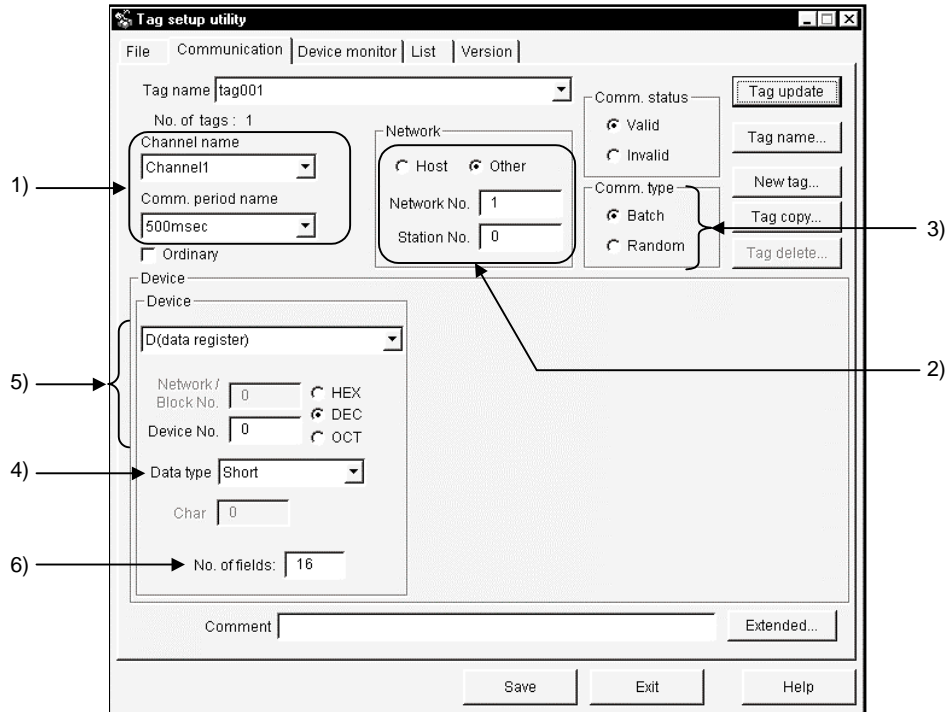 Tag setup utility
File Communication Device monitor List Version
Tag name tag001
No. of tags : 1
Channel name
Channel1
Comm. period name
500msec
Ordinary
Network
Host Other
Network No. 1
Station No. 0
Comm. status
Valid
Invalid
Comm. type
Batch
Random
Tag update
Tag name...
New tag...
Tag copy...
Tag delete...
Device
Device
D(data register)
Network / Block No. 0
HEX
DEC
OCT
Device No. 0
Data type Short
Char 0
No. of fields: 16
Comment
Extended...
Save Exit Help
1)
2)
3)
5)
4)
6)